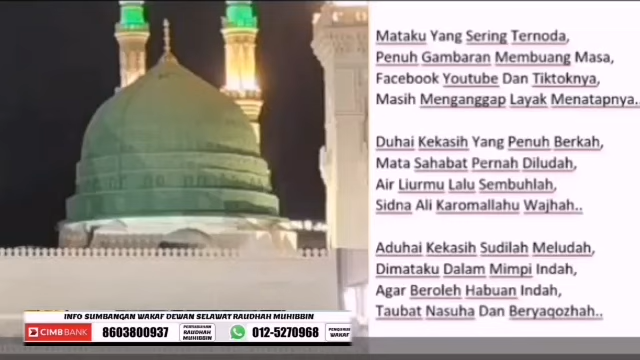 Mataku Yang Sering Ternoda,
Penuh Gambaran Membuang Masa,
Facebook Youtube Dan Tiktoknya,
Masih Menganggap Layak Menatapnya..
Duhai Kekasih Yang Penuh Berkah,
Mata Sahabat Pernah Diludah,
Air Liurmu Lalu Sembuhlah,
Sidna Ali Karomallahu Wajhah..
Aduhai Kekasih Sudilah Meludah,
Dimataku Dalam Mimpi Indah,
Agar Beroleh Habuan Indah,
Taubat Nasuha Dan Beryaqozhah..
INFO SUMBANGAN WAKAF DEWAN SELAWAT RAUDHAH MUHIBBIN
CIMB BANK 8603800937 PERTUBUHAN RAUDHAH MUHIBBIN 012-5270968 PENGURUS WAKAF